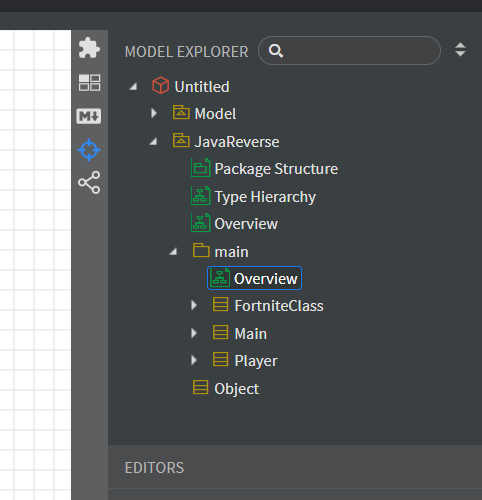 MODEL EXPLORER
Untitled
Model
JavaReverse
Package Structure
Type Hierarchy
Overview
main
Overview
FortniteClass
Main
Player
Object
EDITORS